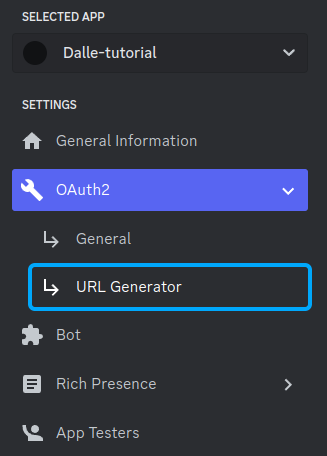 SELECTED APP
Dalle-tutorial
SETTINGS
General Information
OAuth2
General
URL Generator
Bot
Rich Presence
App Testers